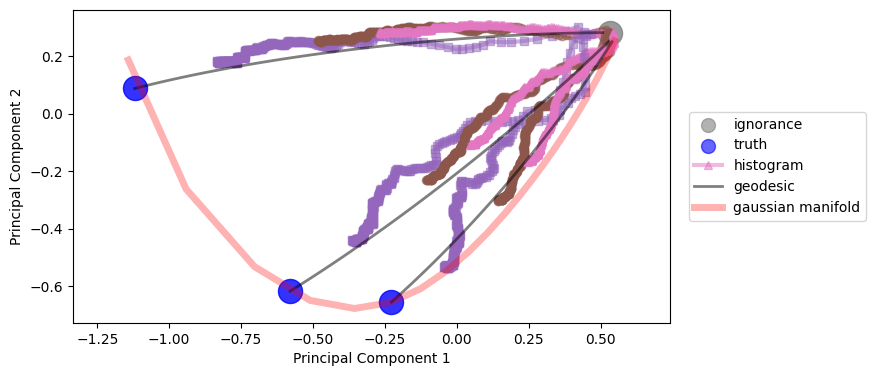 Principal Component 2
0.2
0.0
−0.2
−0.4
−0.6
−1.25 −1.00 −0.75 −0.50 −0.25 0.00 0.25 0.50
Principal Component 1
ignorance
truth
histogram
geodesic
gaussian manifold